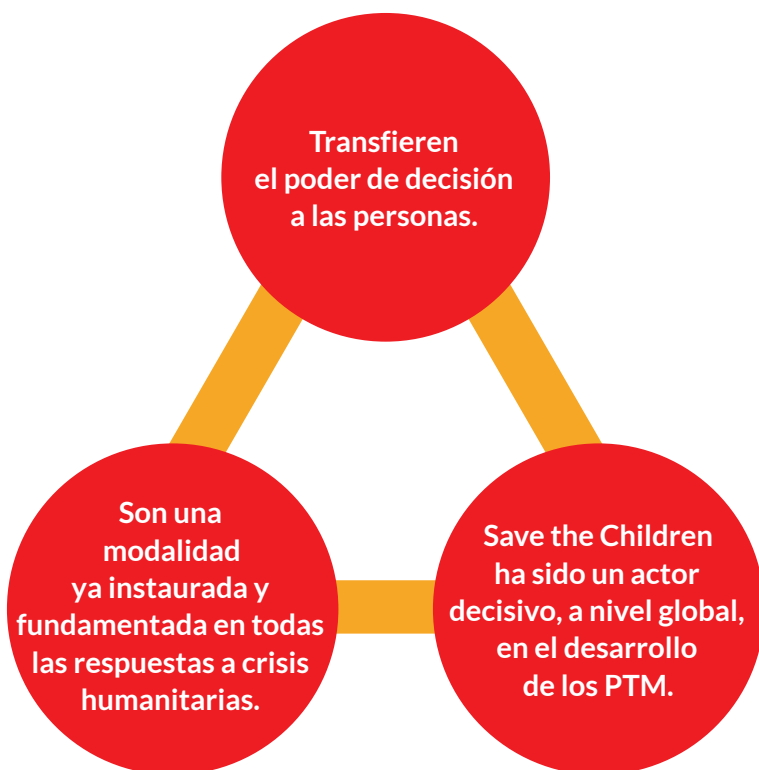 Transfieren
el poder de decisión
a las personas.
Son una
modalidad
ya instaurada y
fundamentada en todas
las respuestas a crisis
humanitarias.
Save the Children
ha sido un actor
decisivo, a nivel global,
en el desarrollo
de los PTM.